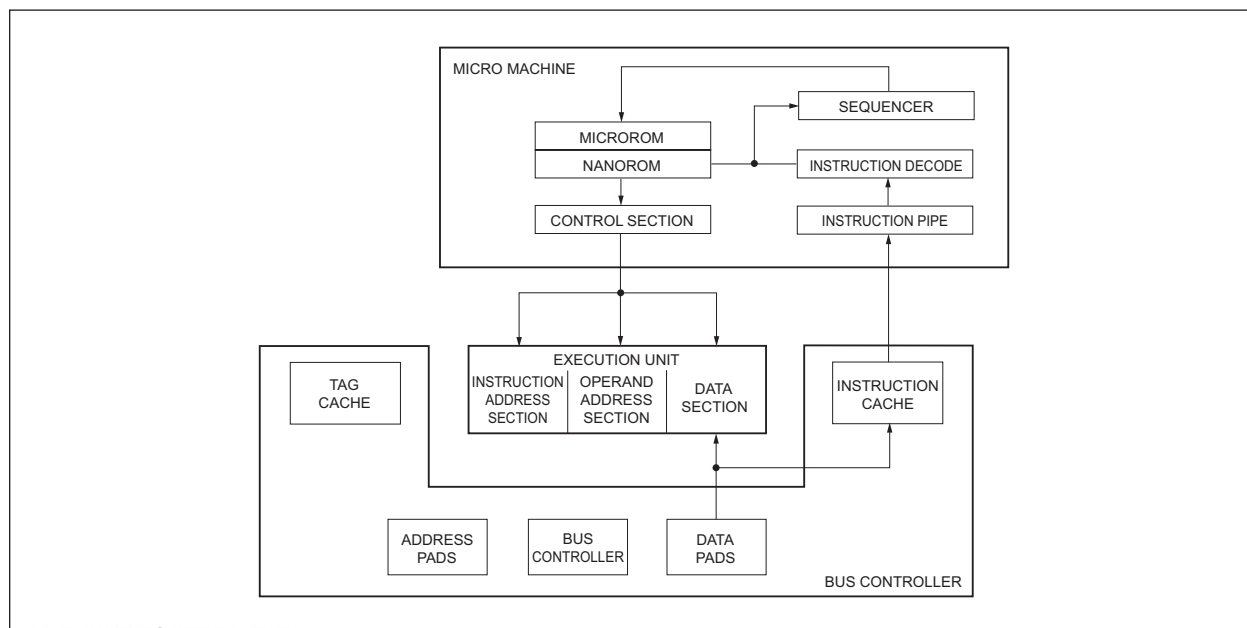 MICRO MACHINE
SEQUENCER
MICROROM
NANOROM
INSTRUCTION DECODE
CONTROL SECTION
INSTRUCTION PIPE
EXECUTION UNIT
INSTRUCTION
ADDRESS
SECTION
OPERAND
ADDRESS
SECTION
DATA
SECTION
TAG
CACHE
INSTRUCTION
CACHE
ADDRESS
PADS
BUS
CONTROLLER
DATA
PADS
BUS CONTROLLER